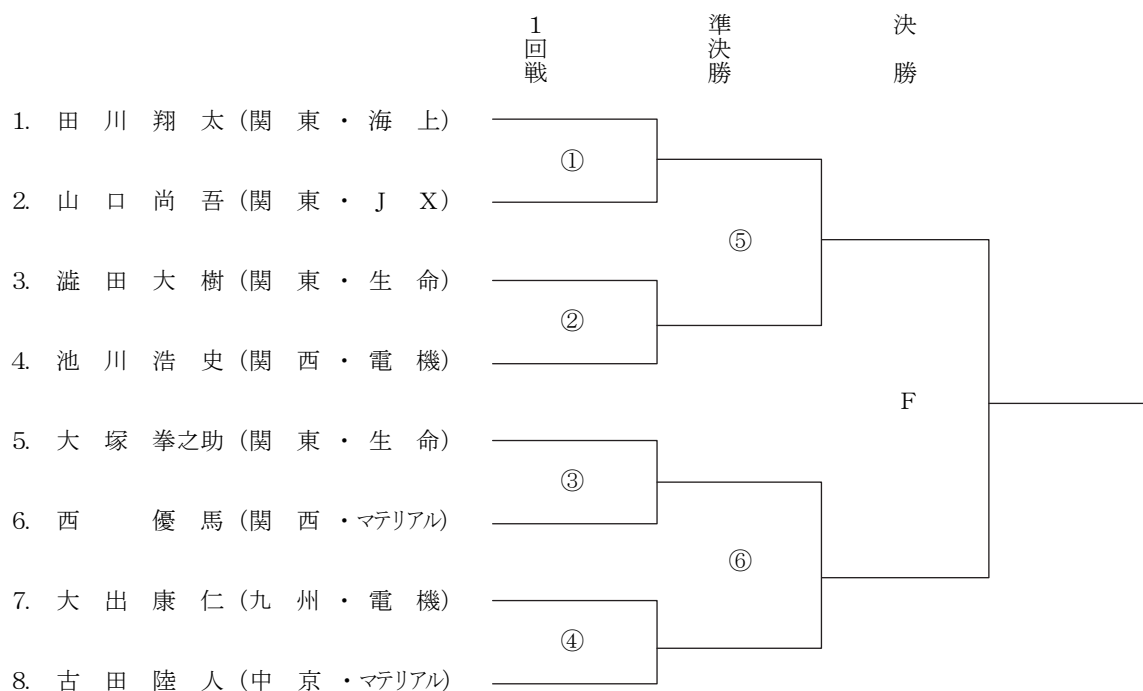 1回戦 準決勝 決勝
1. 田川翔太(関東・海上)
①
2. 山口尚吾(関東・JX)
⑤
3. 澁田大樹(関東・生命)
②
4. 池川浩史(関西・電機)
F
5. 大塚拳之助(関東・生命)
③
6. 西優馬(関西・マテリアル)
⑥
7. 大出康仁(九州・電機)
④
8. 古田陸人(中京・マテリアル)